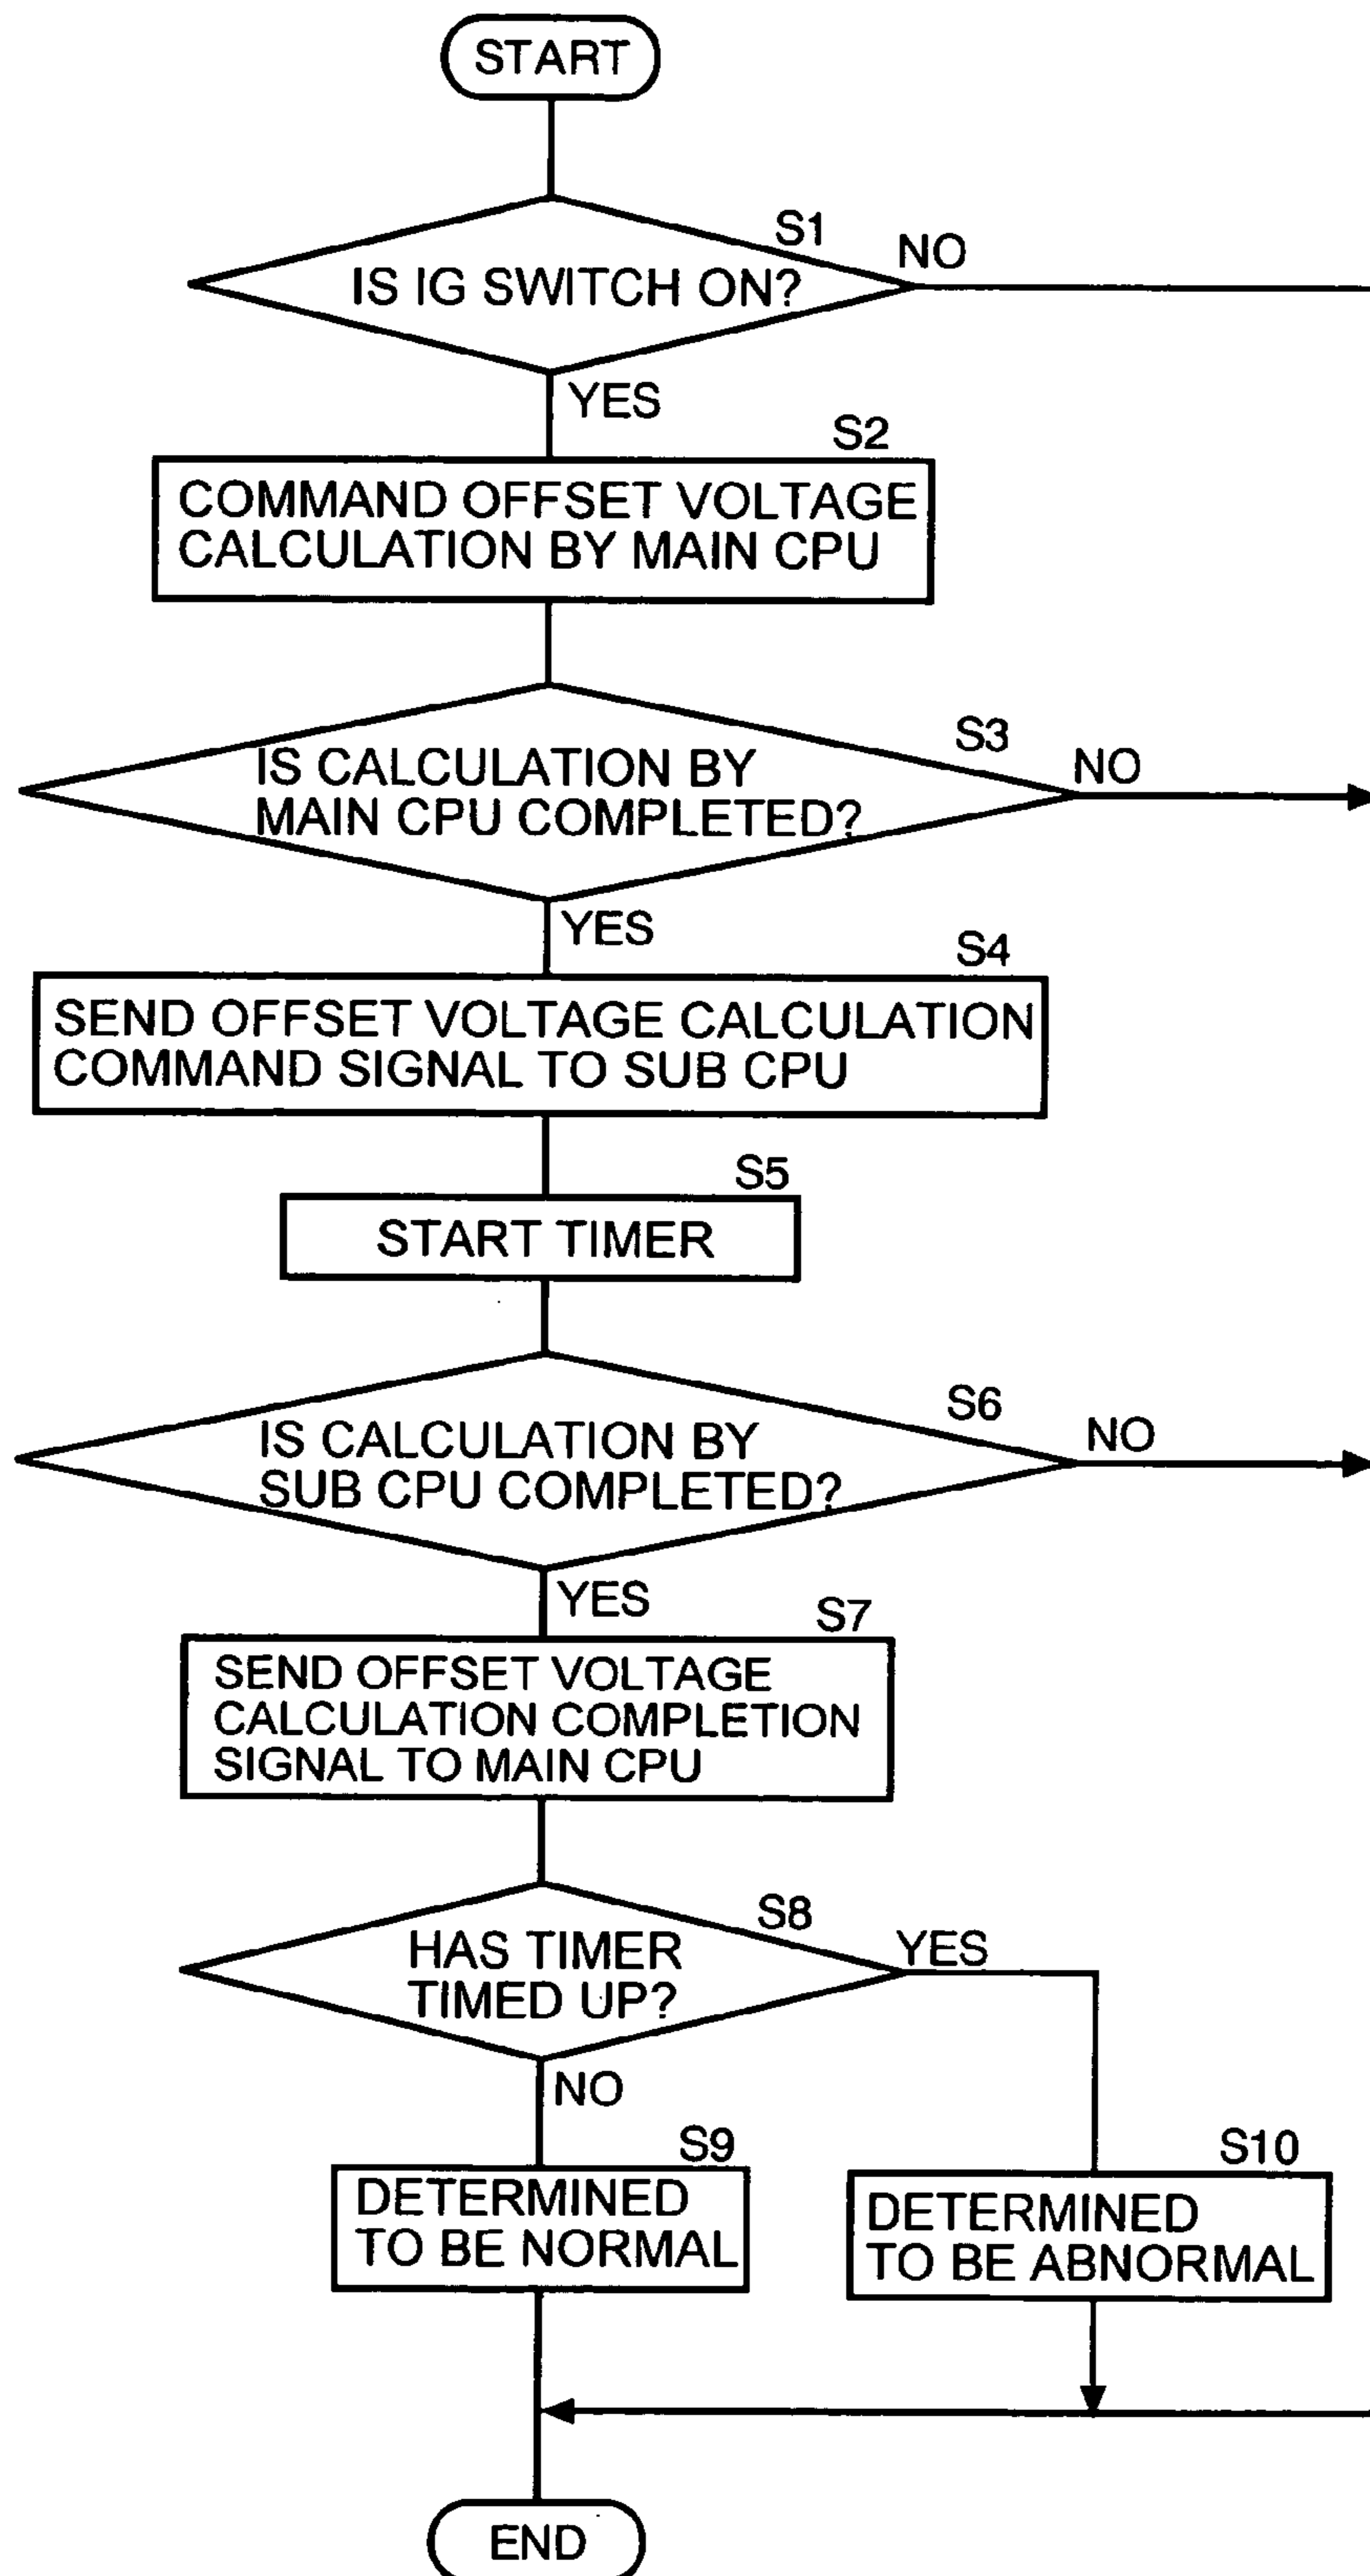 START
S1
NO
IS IG SWITCH ON?
YES
S2
COMMAND OFFSET VOLTAGE
CALCULATION BY MAIN CPU
S3
NO
IS CALCULATION BY
MAIN CPU COMPLETED?
YES
S4
SEND OFFSET VOLTAGE CALCULATION
COMMAND SIGNAL TO SUB CPU
S5
START TIMER
S6
NO
IS CALCULATION BY
SUB CPU COMPLETED?
YES
S7
SEND OFFSET VOLTAGE
CALCULATION COMPLETION
SIGNAL TO MAIN CPU
S8
YES
HAS TIMER
TIMED UP?
NO
S9
DETERMINED
TO BE NORMAL
S10
DETERMINED
TO BE ABNORMAL
END